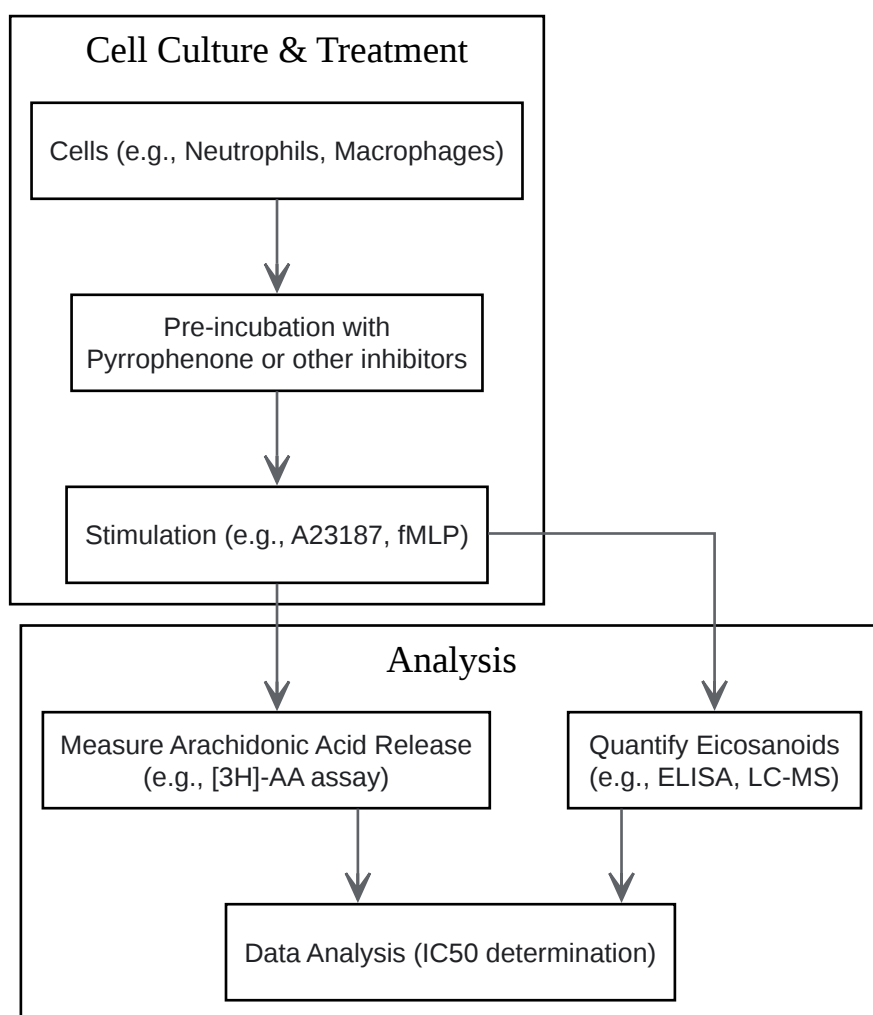 Cell Culture & Treatment
Cells (e.g., Neutrophils, Macrophages)
Pre-incubation with
Pyrrophenone or other inhibitors
Stimulation (e.g., A23187, fMLP)
Analysis
Measure Arachidonic Acid Release
(e.g., [3H]-AA assay)
Quantify Eicosanoids
(e.g., ELISA, LC-MS)
Data Analysis (IC50 determination)